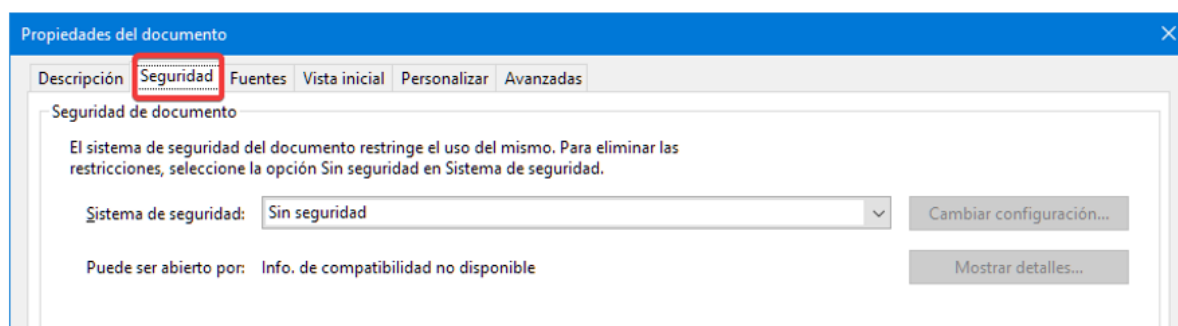 Propiedades del documento
Descripción Seguridad Fuentes Vista inicial Personalizar Avanzadas
Seguridad de documento
El sistema de seguridad del documento restringe el uso del mismo. Para eliminar las
restricciones, seleccione la opción Sin seguridad en Sistema de seguridad.
Sistema de seguridad: Sin seguridad Cambiar configuración...
Puede ser abierto por: Info. de compatibilidad no disponible Mostrar detalles...